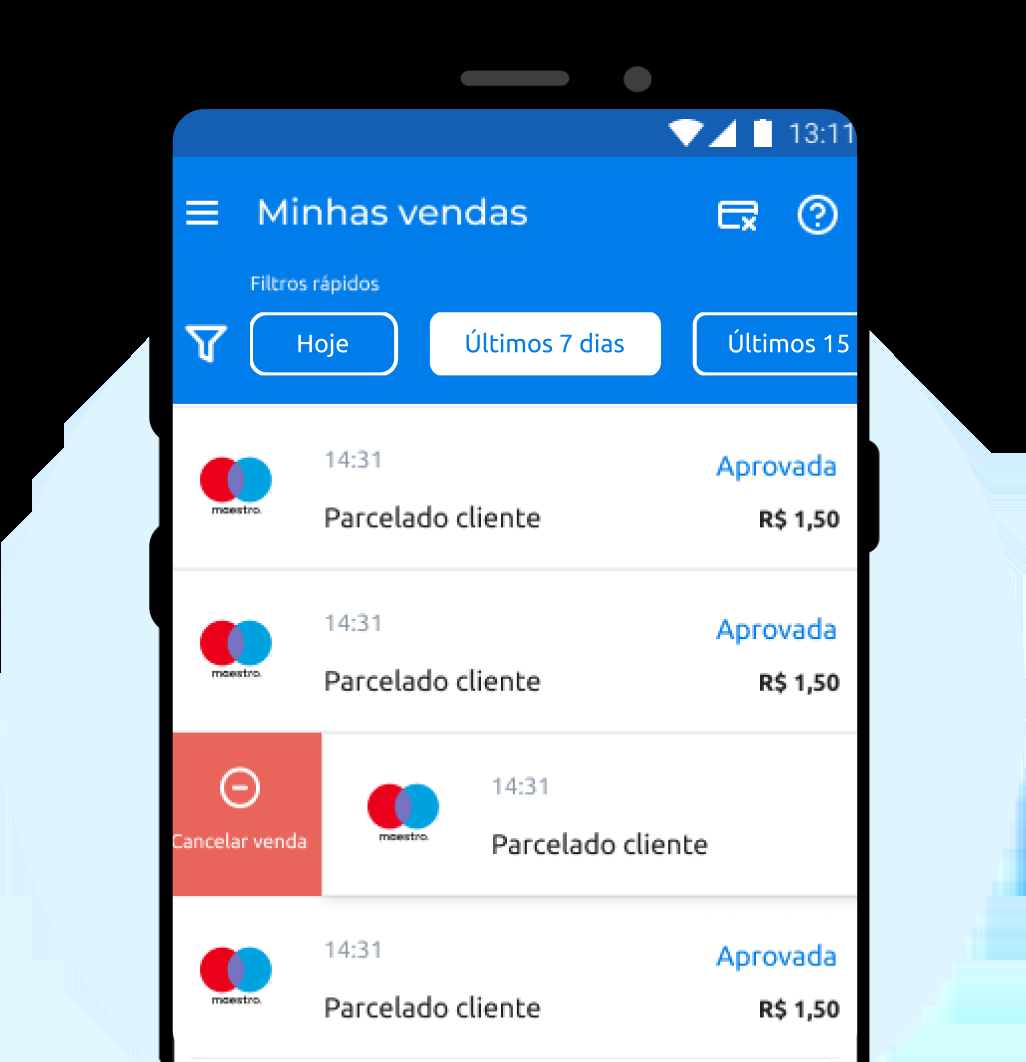 13:11
Minhas vendas
Filtros rápidos
Hoje
Últimos 7 dias
Últimos 15
14:31
Aprovada
maestro.
Parcelado cliente
R$ 1,50
14:31
Aprovada
maestro.
Parcelado cliente
R$ 1,50
Cancelar venda
14:31
maestro.
Parcelado cliente
14:31
Aprovada
maestro.
Parcelado cliente
R$ 1,50